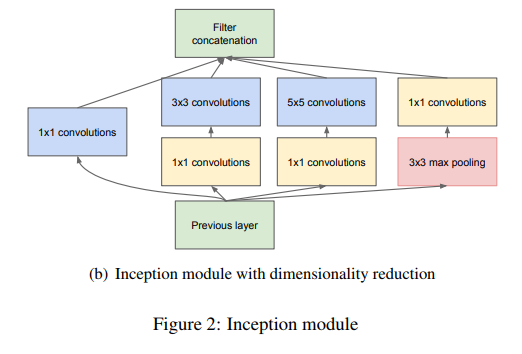 Filter
concatenation
3x3 convolutions
5x5 convolutions
1x1 convolutions
1x1 convolutions
1x1 convolutions
1x1 convolutions
3x3 max pooling
Previous layer
(b) Inception module with dimensionality reduction
Figure 2: Inception module